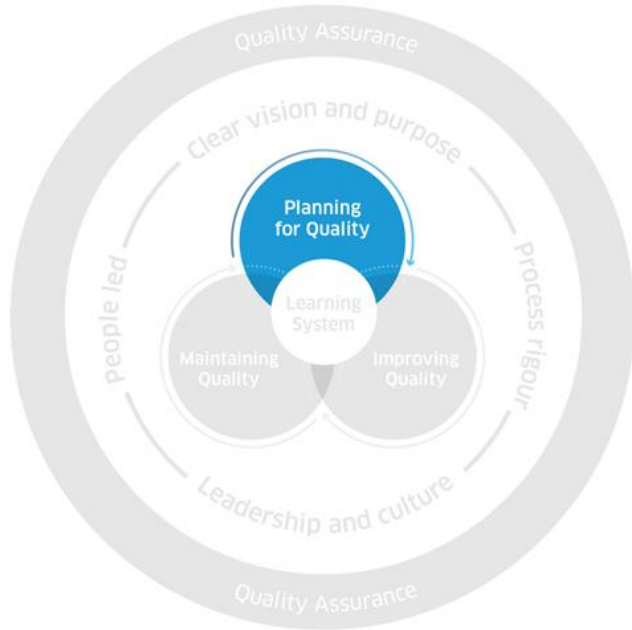 Quality Assurance
Clear vision and purpose
Planning
for Quality
People led
Process rigour
Learning
System
Maintaining
Quality
Improving
Quality
Leadership and culture
Quality Assurance